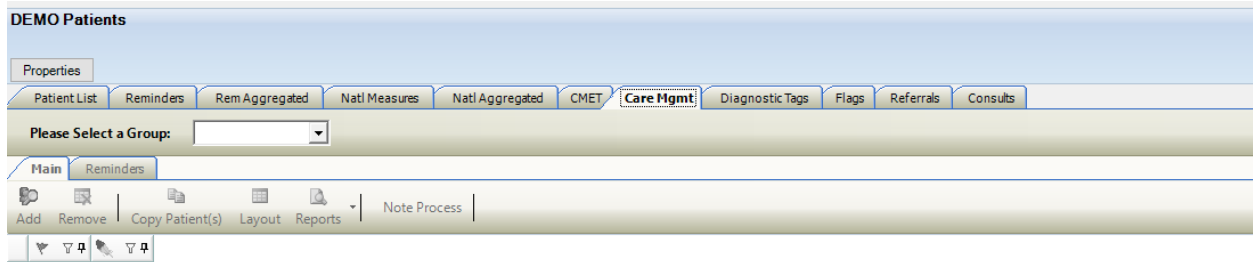 DEMO Patients
Properties
Patient List Reminders Rem Aggregated Natl Measures Natl Aggregated CMET Care Mgmt Diagnostic Tags Flags Referrals Consults
Please Select a Group:
Main Reminders
Add Remove Copy Patient(s) Layout Reports Note Process